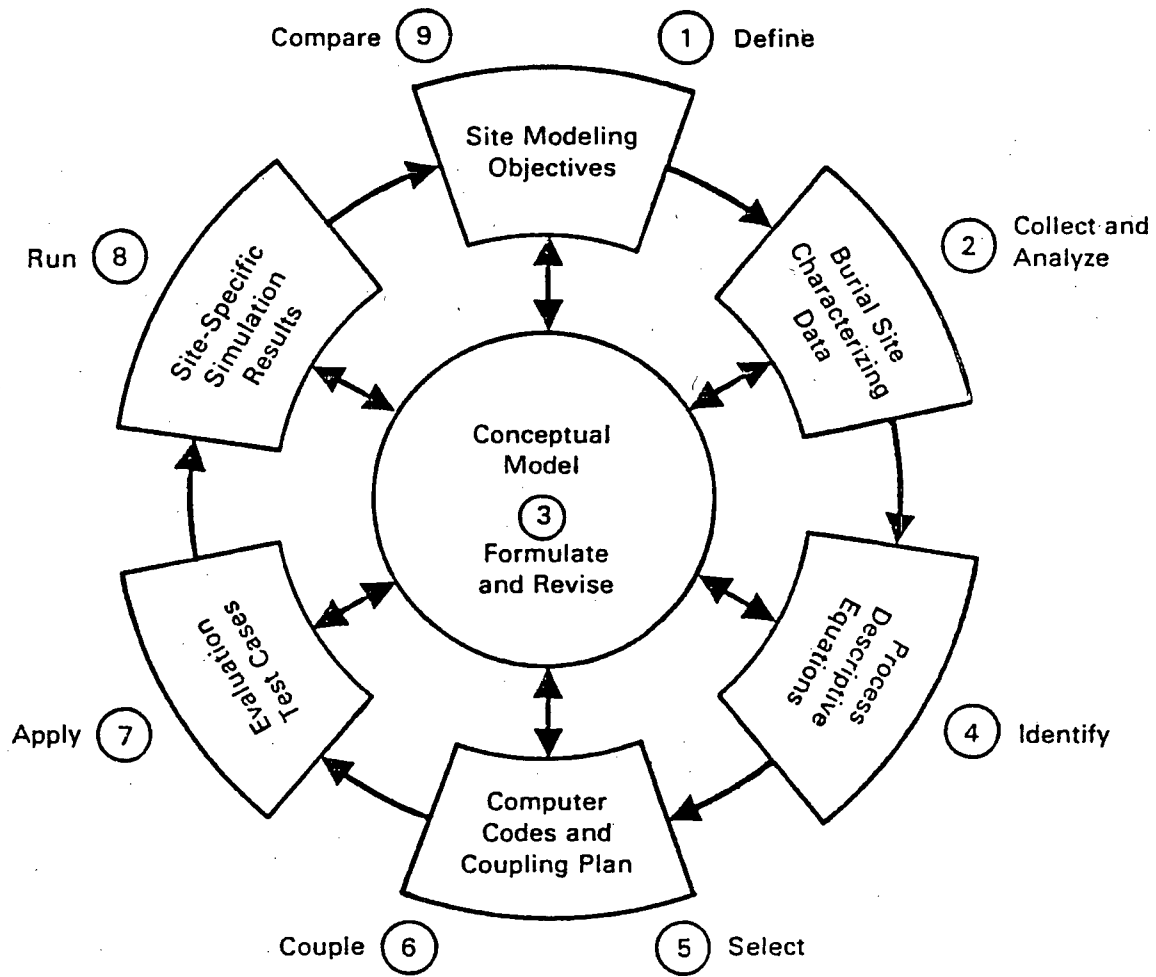 Compare 9
1 Define
Site Modeling
Objectives
2 Collect and
Analyze
Burial Site
Characterizing
Data
Conceptual
Model
3
Formulate
and Revise
4 Identify
Process
Descriptive
Equations
5 Select
Computer
Codes and
Coupling Plan
Couple 6
Apply 7
Evaluation
Test Cases
Run 8
Site-Specific
Simulation
Results